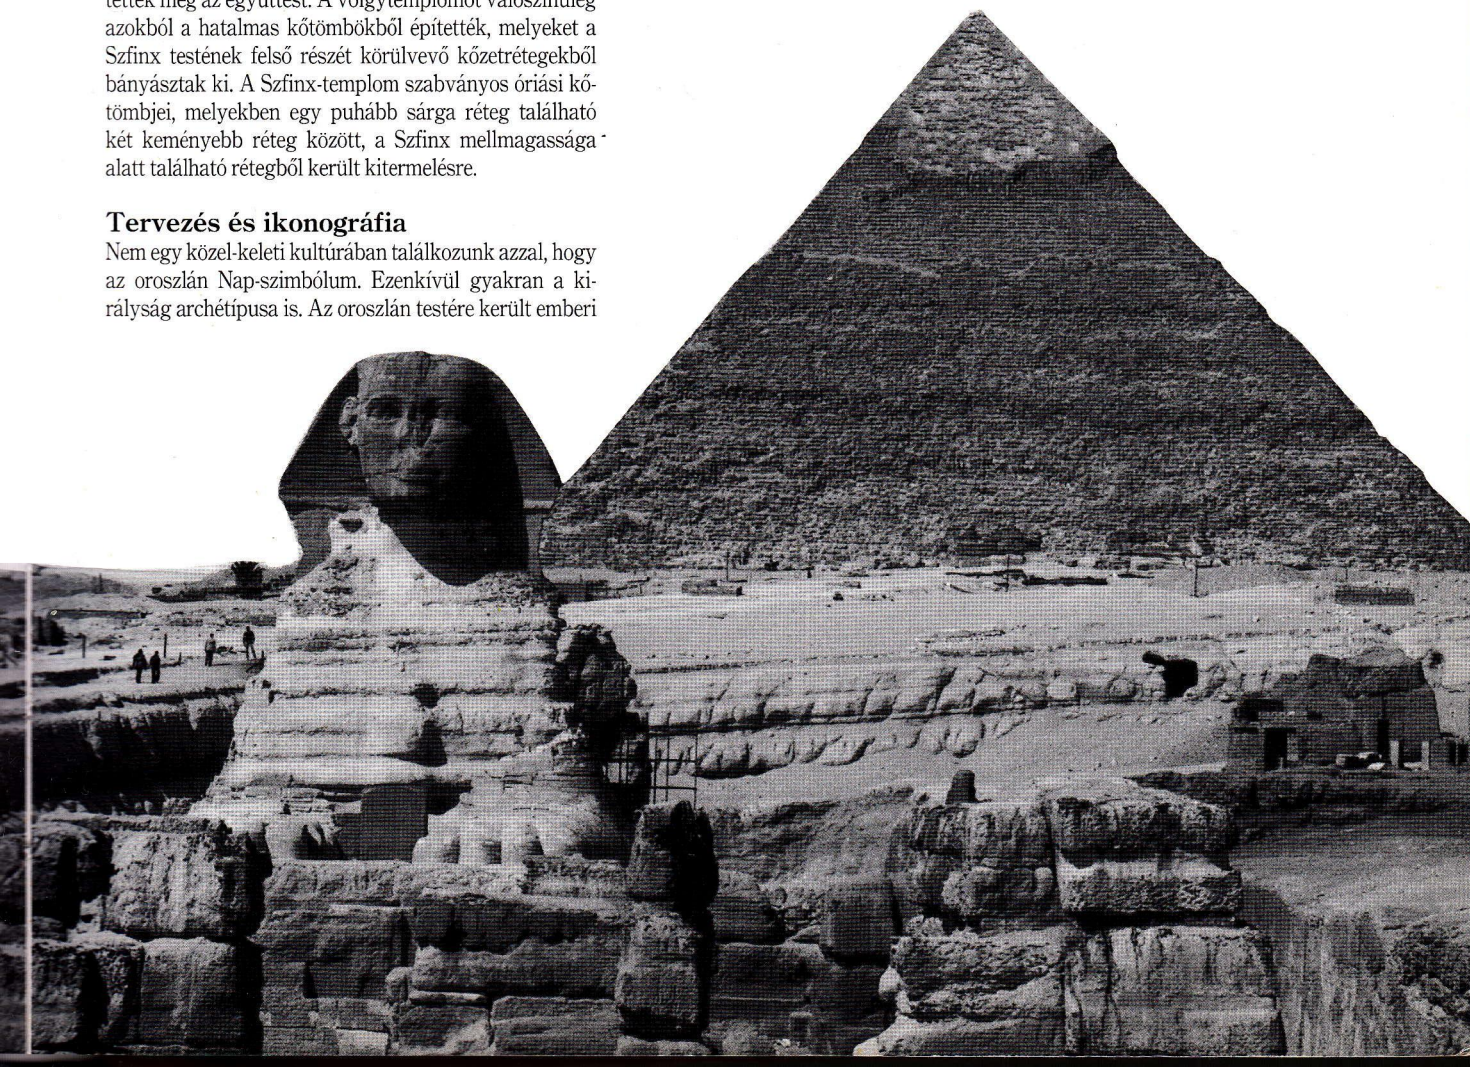 tették meg az együttest. A völgytemplomot valószínűleg
azokból a hatalmas kőtömbökből építették, melyeket a
Szfinx testének felső részét körülvevő kőzetrétegekből
bányásztak ki. A Szfinx-templom szabványos óriási kő-
tömbjei, melyekben egy puhább sárga réteg található
két keményebb réteg között, a Szfinx mellmagassága
alatt található rétegből került kitermelésre.
Tervezés és ikonográfia
Nem egy közel-keleti kultúrában találkozunk azzal, hogy
az oroszlán Nap-szimbólum. Ezenkívül gyakran a ki-
rályság archétípusa is. Az oroszlán testére került emberi